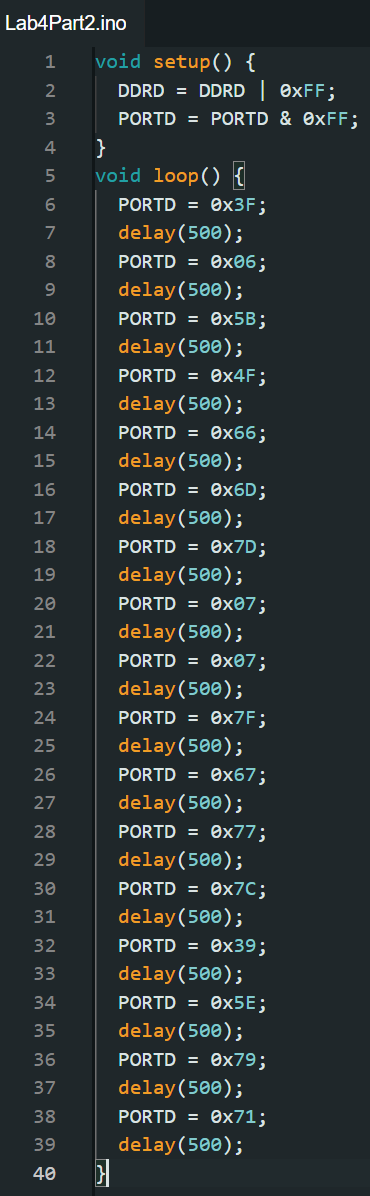 Lab4Part2.ino
1 void setup() {
2 DDRD = DDRD | 0xFF;
3 PORTD = PORTD & 0xFF;
4 }
5 void loop() {
6 PORTD = 0x3F;
7 delay(500);
8 PORTD = 0x06;
9 delay(500);
10 PORTD = 0x5B;
11 delay(500);
12 PORTD = 0x4F;
13 delay(500);
14 PORTD = 0x66;
15 delay(500);
16 PORTD = 0x6D;
17 delay(500);
18 PORTD = 0x7D;
19 delay(500);
20 PORTD = 0x07;
21 delay(500);
22 PORTD = 0x07;
23 delay(500);
24 PORTD = 0x7F;
25 delay(500);
26 PORTD = 0x67;
27 delay(500);
28 PORTD = 0x77;
29 delay(500);
30 PORTD = 0x7C;
31 delay(500);
32 PORTD = 0x39;
33 delay(500);
34 PORTD = 0x5E;
35 delay(500);
36 PORTD = 0x79;
37 delay(500);
38 PORTD = 0x71;
39 delay(500);
40 }